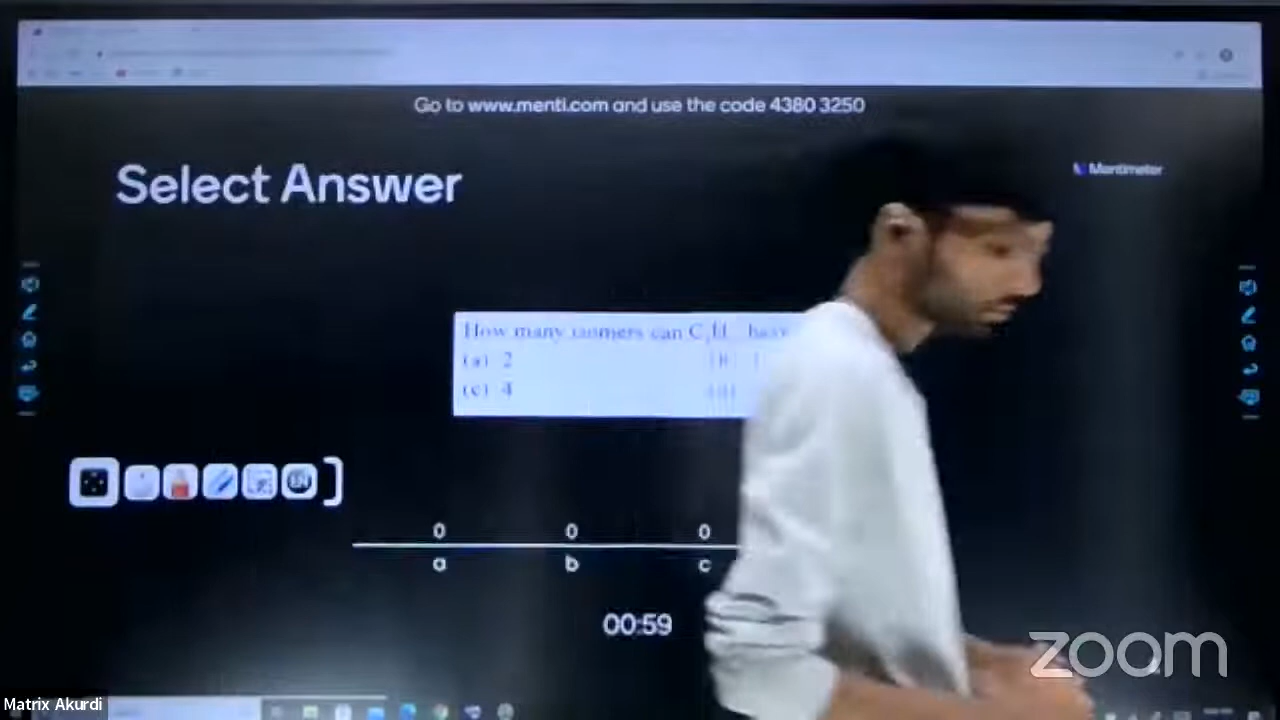 Go to www.menti.com and use the code 4380 3250
Select Answer
Mentimeter
How many isomers can have
(a) 2
(c) 4
0 0 0
a b c
00:59
zoom
Matrix Akurdi